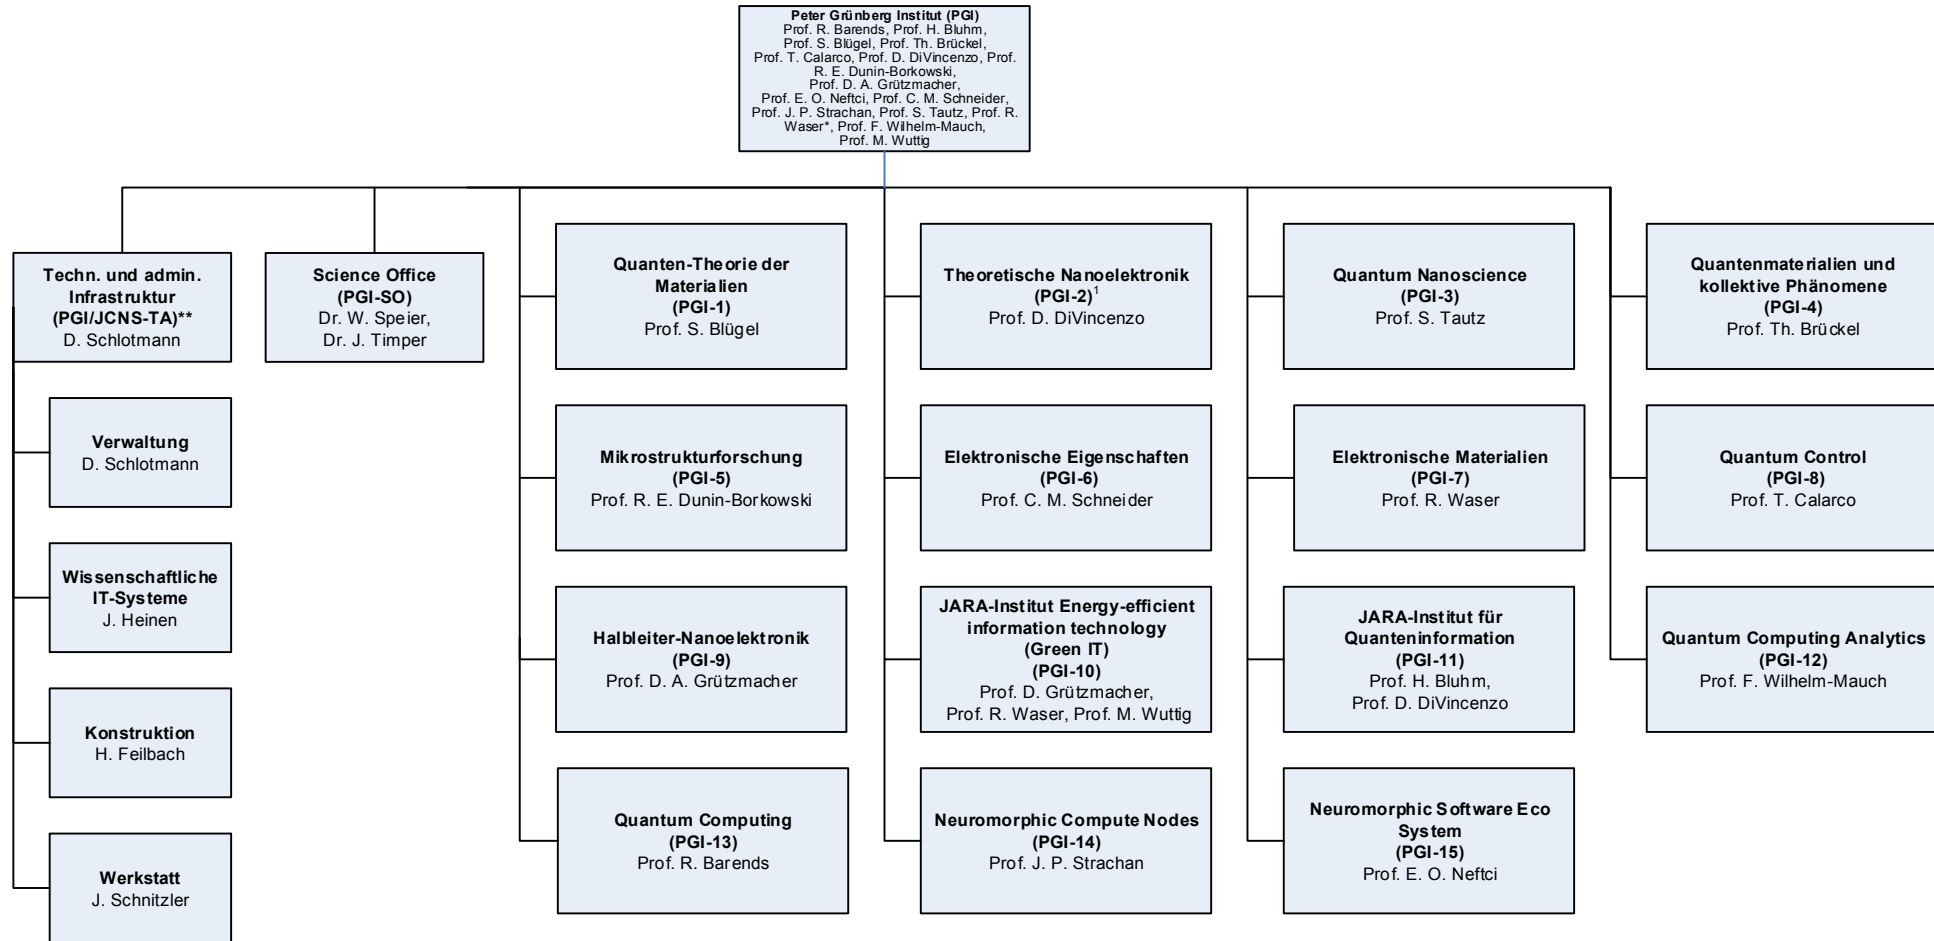 Peter Grünberg Institut (PGI)
Prof. R. Barends, Prof. H. Bluhm,
Prof. S. Blügel, Prof. Th. Brückel,
Prof. T. Calarco, Prof. D. DiVincenzo, Prof.
R. E. Dunin-Borkowski,
Prof. D. A. Grützmacher,
Prof. E. O. Neftci, Prof. C. M. Schneider,
Prof. J. P. Strachan, Prof. S. Tautz, Prof. R.
Waser*, Prof. F. Wilhelm-Mauch,
Prof. M. Wuttig
Techn. und admin.
Infrastruktur
(PGI/JCNS-TA)**
D. Schlotmann
Verwaltung
D. Schlotmann
Wissenschaftliche
IT-Systeme
J. Heinen
Konstruktion
H. Feilbach
Werkstatt
J. Schnitzler
Science Office
(PGI-SO)
Dr. W. Speier,
Dr. J. Timper
Quanten-Theorie der
Materialien
(PGI-1)
Prof. S. Blügel
Theoretische Nanoelektronik
(PGI-2)¹
Prof. D. DiVincenzo
Quantum Nanoscience
(PGI-3)
Prof. S. Tautz
Quantenmaterialien und
kollektive Phänomene
(PGI-4)
Prof. Th. Brückel
Mikrostrukturforschung
(PGI-5)
Prof. R. E. Dunin-Borkowski
Elektronische Eigenschaften
(PGI-6)
Prof. C. M. Schneider
Elektronische Materialien
(PGI-7)
Prof. R. Waser
Quantum Control
(PGI-8)
Prof. T. Calarco
Halbleiter-Nanoelektronik
(PGI-9)
Prof. D. A. Grützmacher
JARA-Institut Energy-efficient
information technology
(Green IT)
(PGI-10)
Prof. D. Grützmacher,
Prof. R. Waser, Prof. M. Wuttig
JARA-Institut für
Quanteninformation
(PGI-11)
Prof. H. Bluhm,
Prof. D. DiVincenzo
Quantum Computing Analytics
(PGI-12)
Prof. F. Wilhelm-Mauch
Quantum Computing
(PGI-13)
Prof. R. Barends
Neuromorphic Compute Nodes
(PGI-14)
Prof. J. P. Strachan
Neuromorphic Software Eco
System
(PGI-15)
Prof. E. O. Neftci